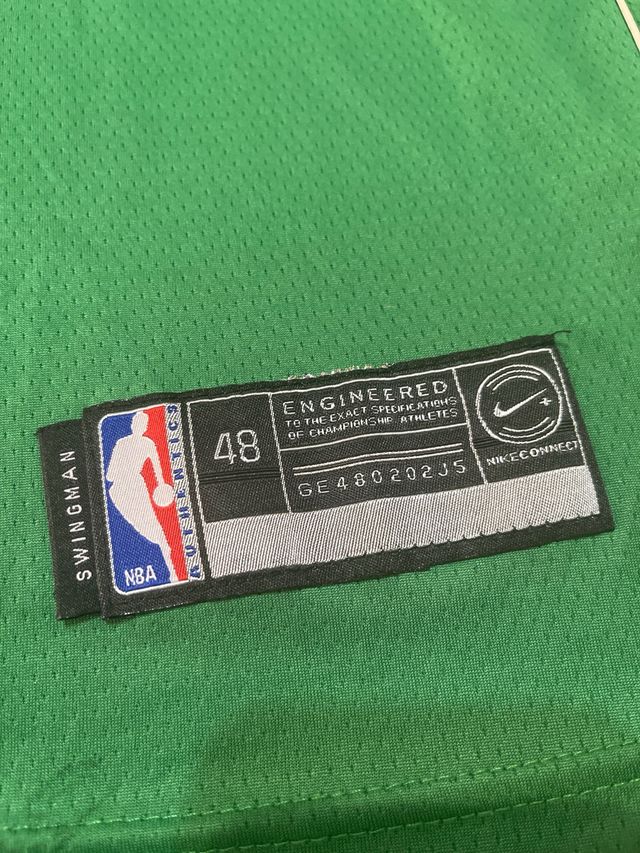 SWINGMAN
NBA
AUTHENTICS
48
ENGINEERED
TO THE EXACT SPECIFICATIONS
OF CHAMPIONSHIP ATHLETES
GE480202J5
NIKECONNECT